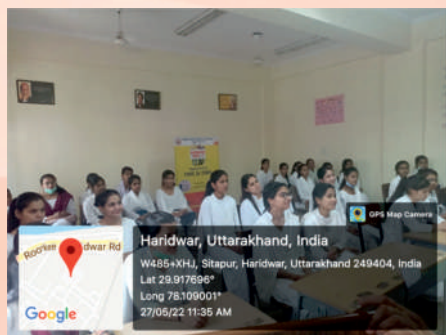 GPS Map Camera
Roorkee
dwar Rd
Google
Haridwar, Uttarakhand, India
W485+XHJ, Sitapur, Haridwar, Uttarakhand 249404, India
Lat 29.917696°
Long 78.109001°
27/05/22 11:35 AM